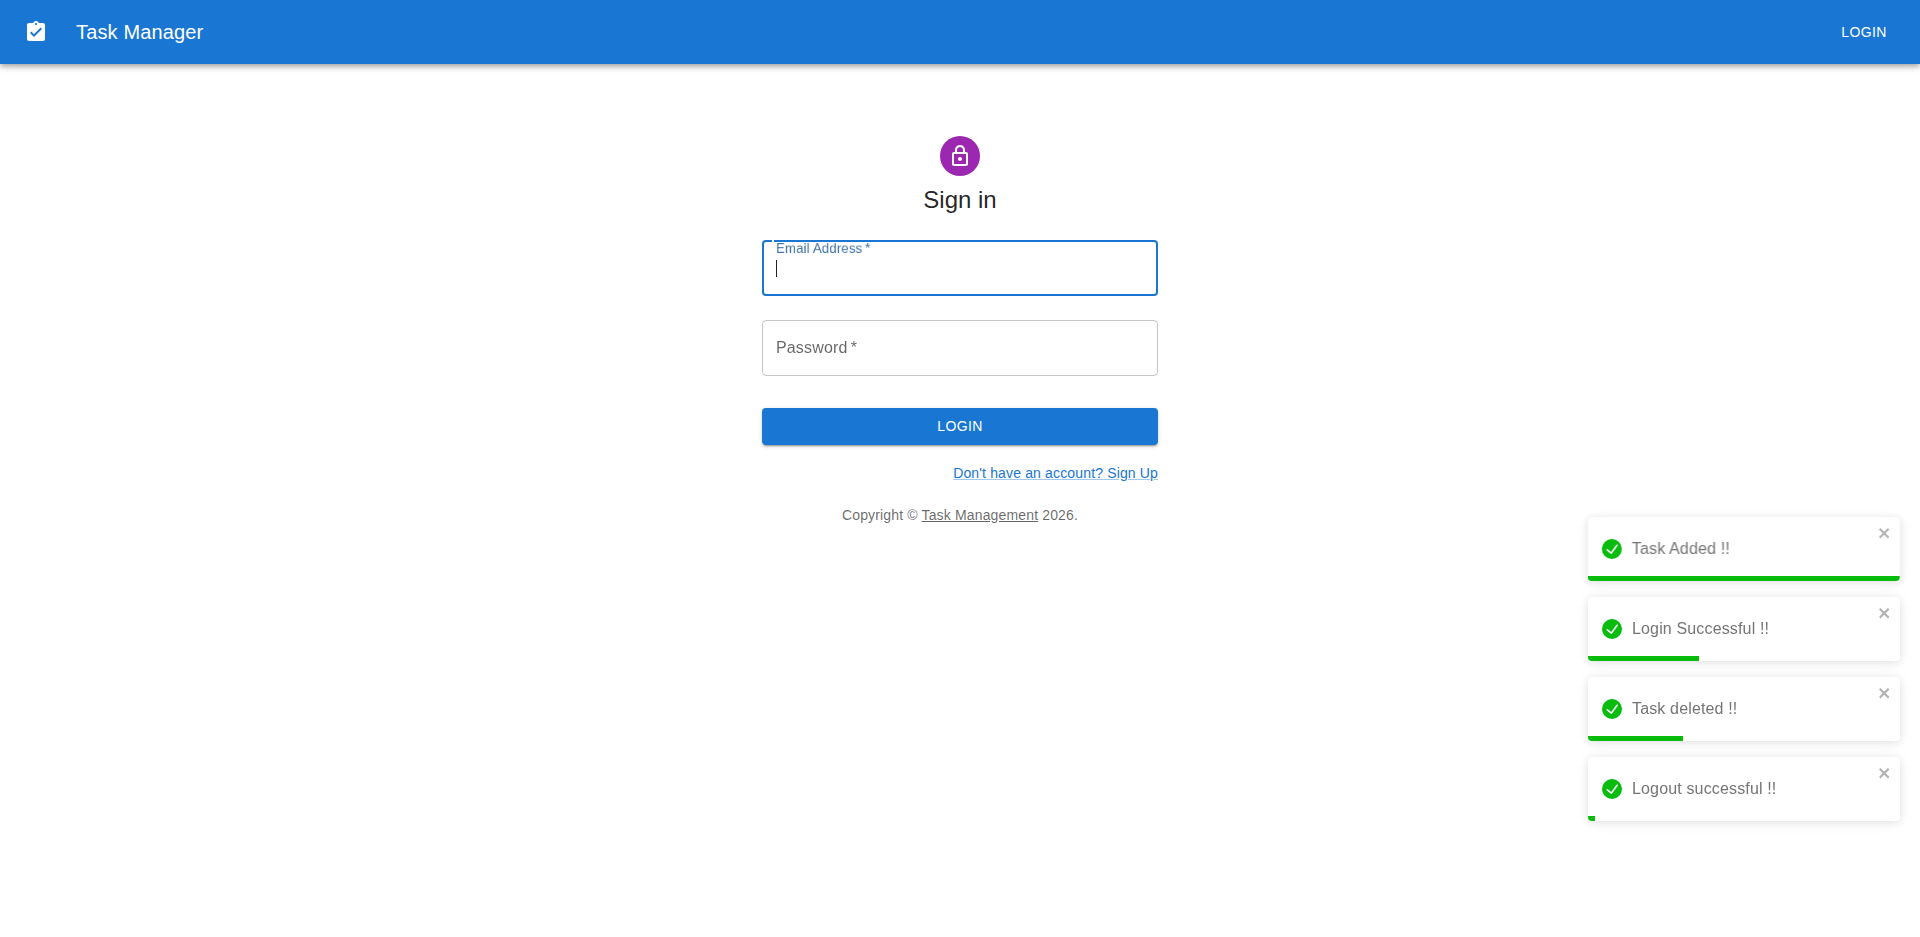 Task Manager
LOGIN
Sign in
Email Address *
Password *
LOGIN
Don't have an account? Sign Up
Copyright © Task Management 2026.
Task Added !!
Login Successful !!
Task deleted !!
Logout successful !!